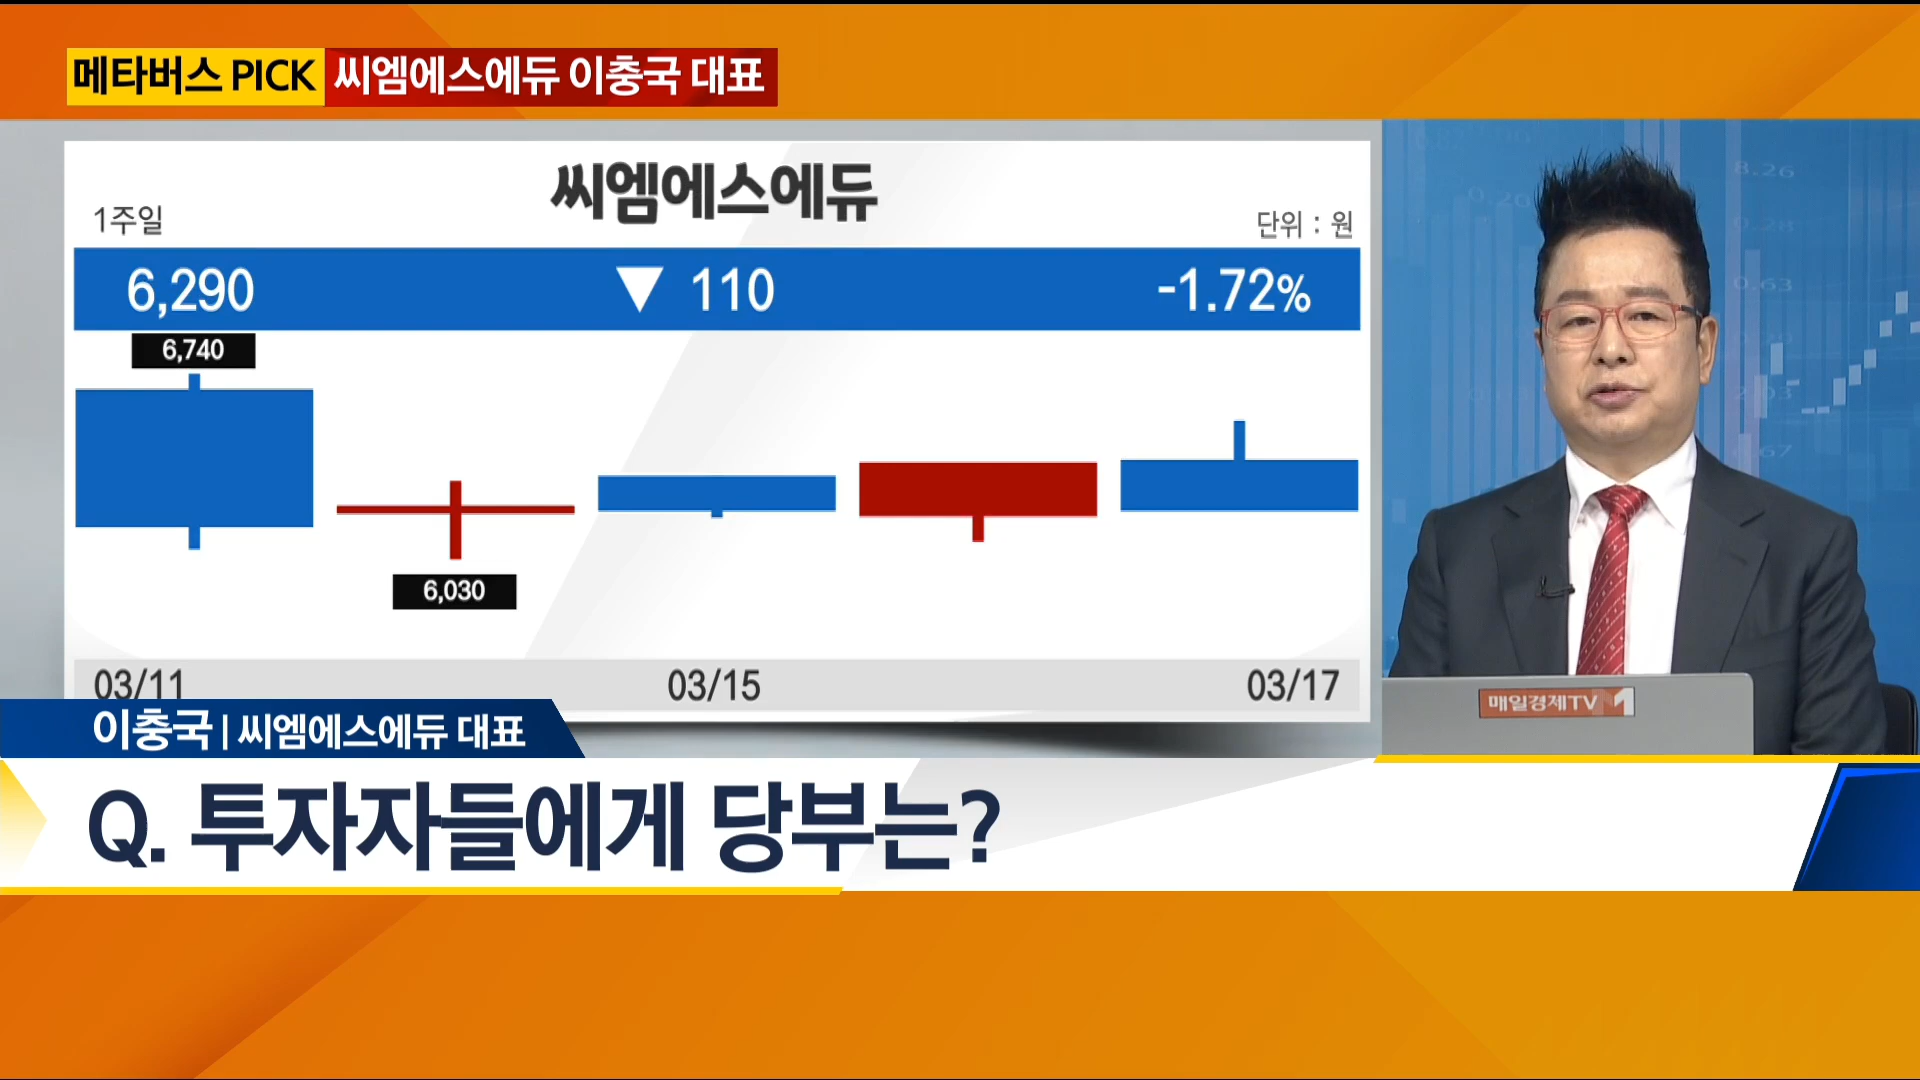 메타버스 PICK 씨엠에스에듀 이충국 대표
씨엠에스에듀
1주일
단위 : 원
6,290 ▼ 110 -1.72%
6,740
6,030
03/11 03/15 03/17
매일경제TV 1
이충국 | 씨엠에스에듀 대표
Q. 투자자들에게 당부는?